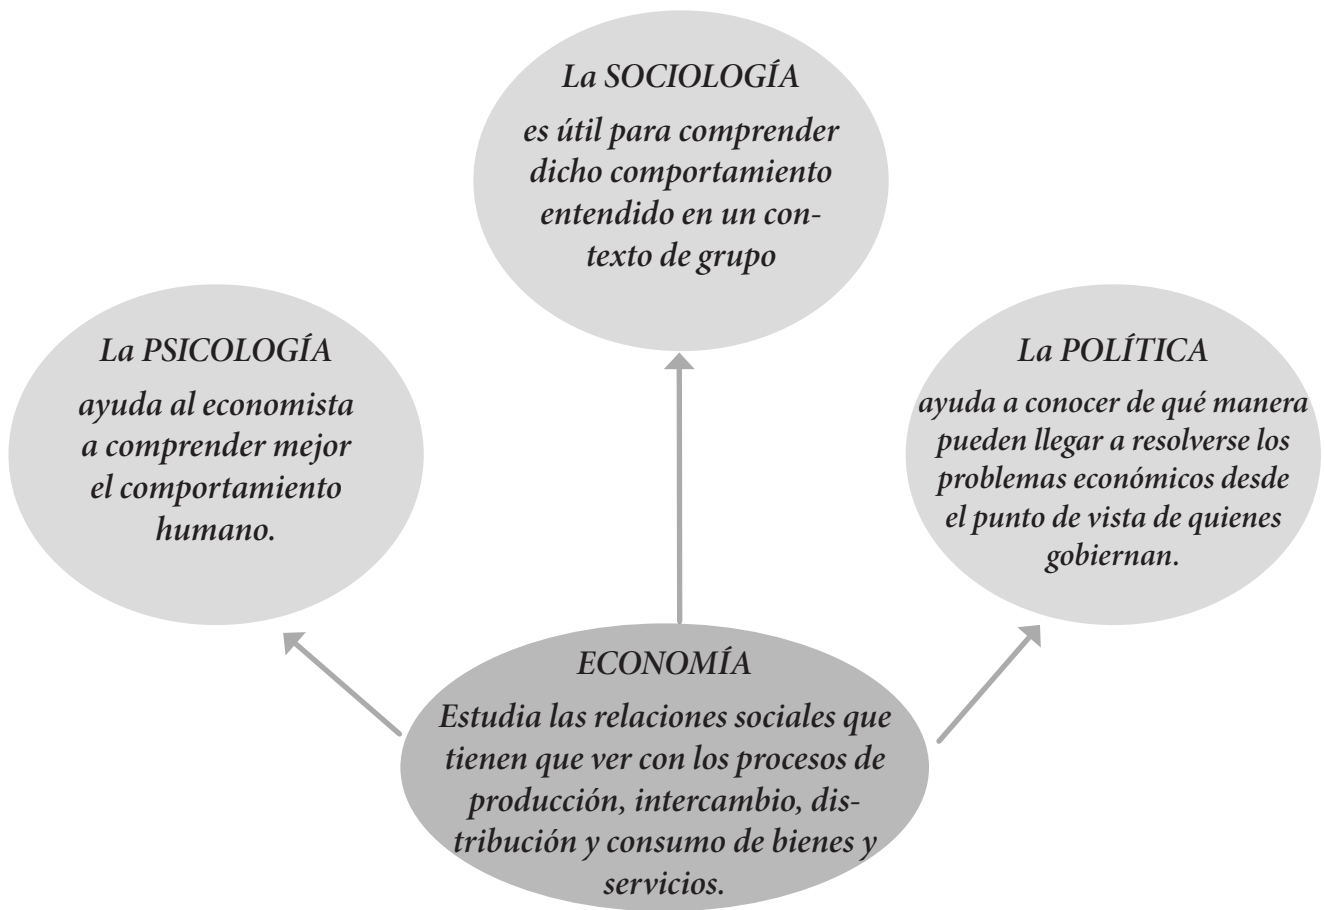 La SOCIOLOGÍA
es útil para comprender
dicho comportamiento
entendido en un con-
texto de grupo
La PSICOLOGÍA
ayuda al economista
a comprender mejor
el comportamiento
humano.
La POLÍTICA
ayuda a conocer de qué manera
pueden llegar a resolverse los
problemas económicos desde
el punto de vista de quienes
gobiernan.
ECONOMÍA
Estudia las relaciones sociales que
tienen que ver con los procesos de
producción, intercambio, dis-
tribución y consumo de bienes y
servicios.